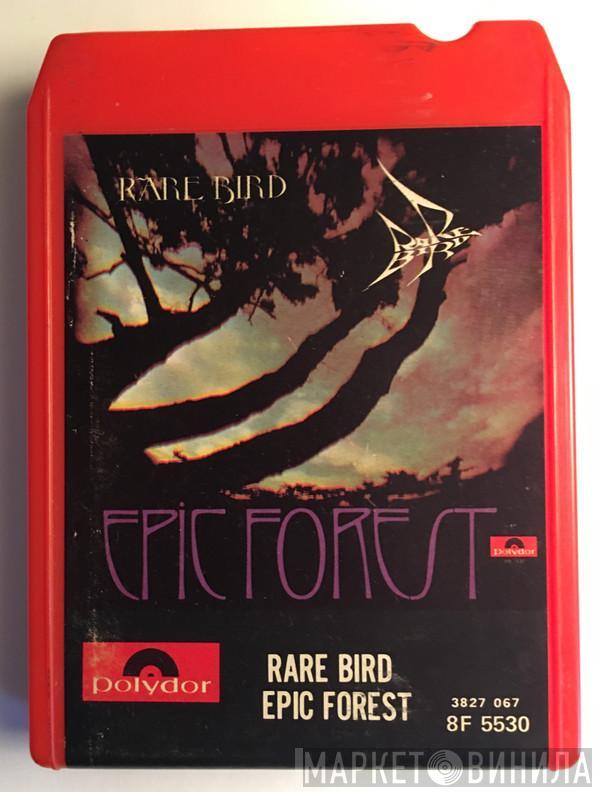 RARE BIRD
RARE
BIRD
EPIC FOREST
polydor
polydor
RARE BIRD
EPIC FOREST
3827 067
8F 5530
МАРКЕТ ВИНИЛА